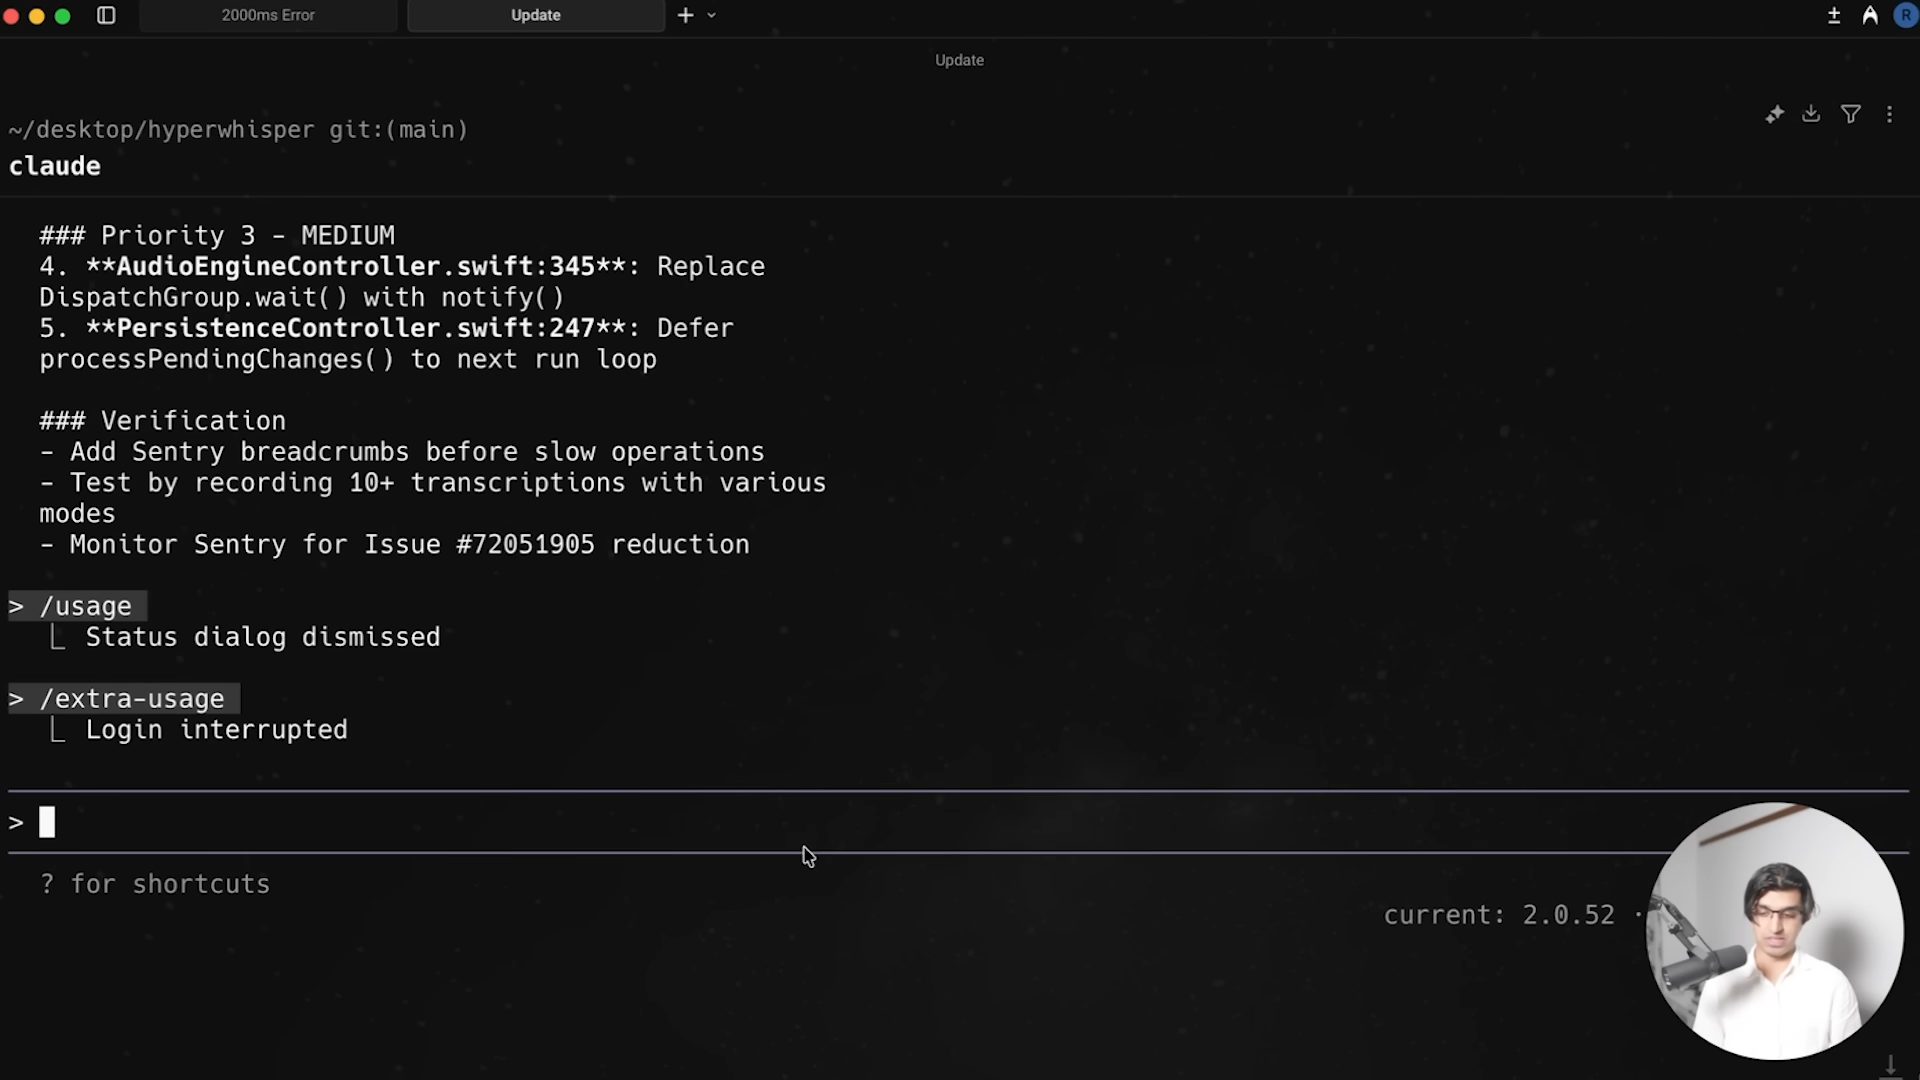 2000ms Error
Update
R
Update
~/desktop/hyperwhisper git:(main)
claude
### Priority 3 - MEDIUM
4. **AudioEngineController.swift:345**: Replace
DispatchGroup.wait() with notify()
5. **PersistenceController.swift:247**: Defer
processPendingChanges() to next run loop
### Verification
- Add Sentry breadcrumbs before slow operations
- Test by recording 10+ transcriptions with various
modes
- Monitor Sentry for Issue #72051905 reduction
> /usage
⎿ Status dialog dismissed
> /extra-usage
⎿ Login interrupted
>
? for shortcuts
current: 2.0.52 ·